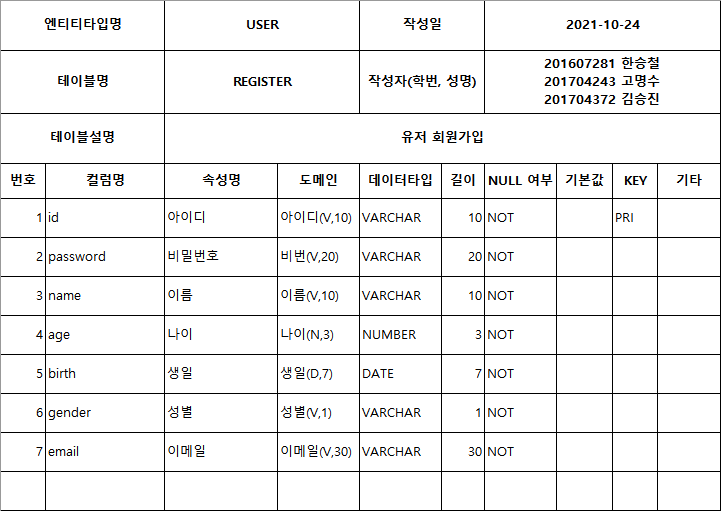 엔티티타입명 USER 작성일 2021-10-24
테이블명 REGISTER 작성자(학번, 성명) 201607281 한승철
201704243 고명수
201704372 김승진
테이블설명 유저 회원가입
번호 컬럼명 속성명 도메인 데이터타입 길이 NULL 여부 기본값 KEY 기타
1 id 아이디 아이디(V,10) VARCHAR 10 NOT PRI
2 password 비밀번호 비번(V,20) VARCHAR 20 NOT
3 name 이름 이름(V,10) VARCHAR 10 NOT
4 age 나이 나이(N,3) NUMBER 3 NOT
5 birth 생일 생일(D,7) DATE 7 NOT
6 gender 성별 성별(V,1) VARCHAR 1 NOT
7 email 이메일 이메일(V,30) VARCHAR 30 NOT